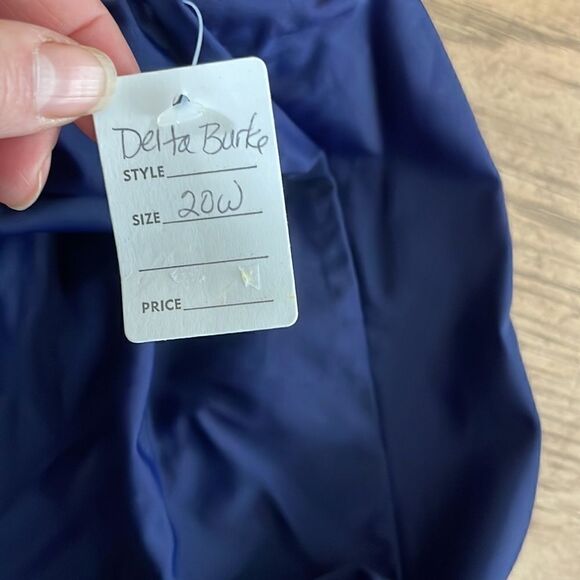 Delta Burke
STYLE
SIZE 20W
PRICE